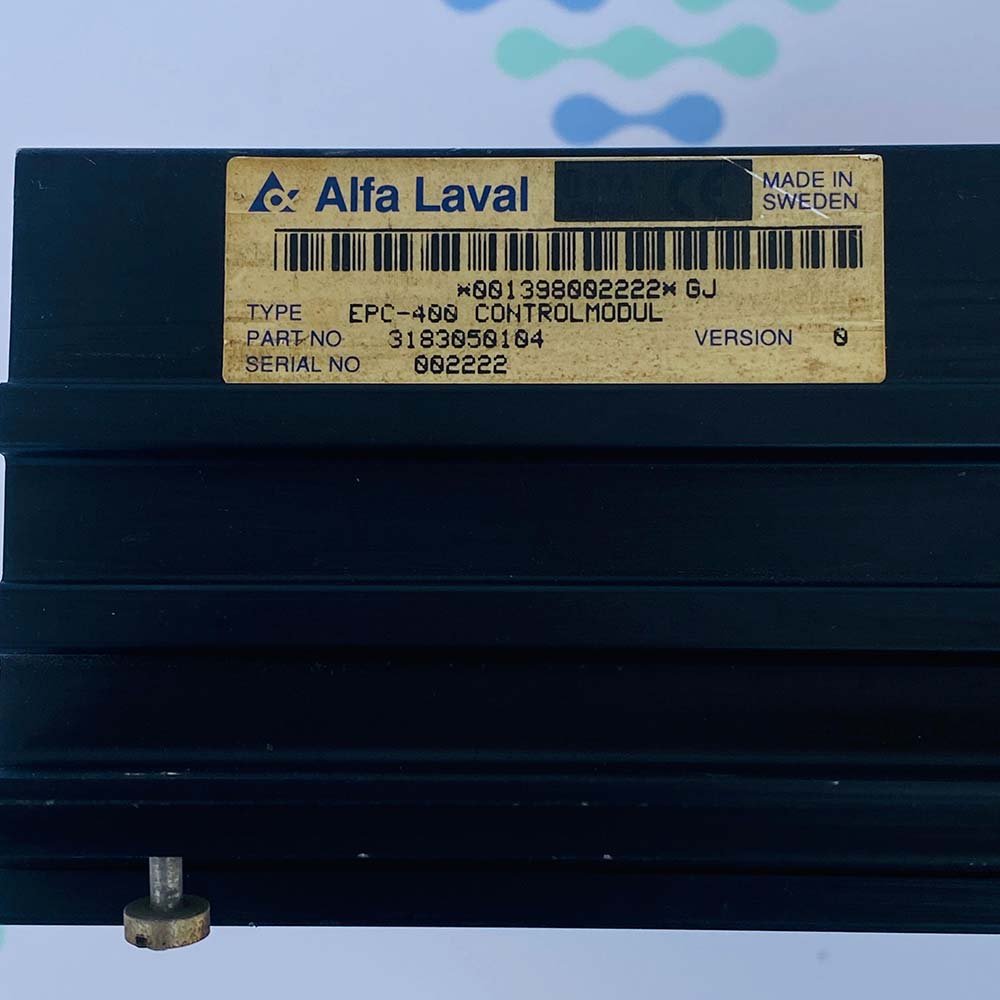 Alfa Laval
MADE IN
SWEDEN
*001398002222* GJ
TYPE EPC-400 CONTROLMODUL
PART NO 3183050104 VERSION 0
SERIAL NO 002222